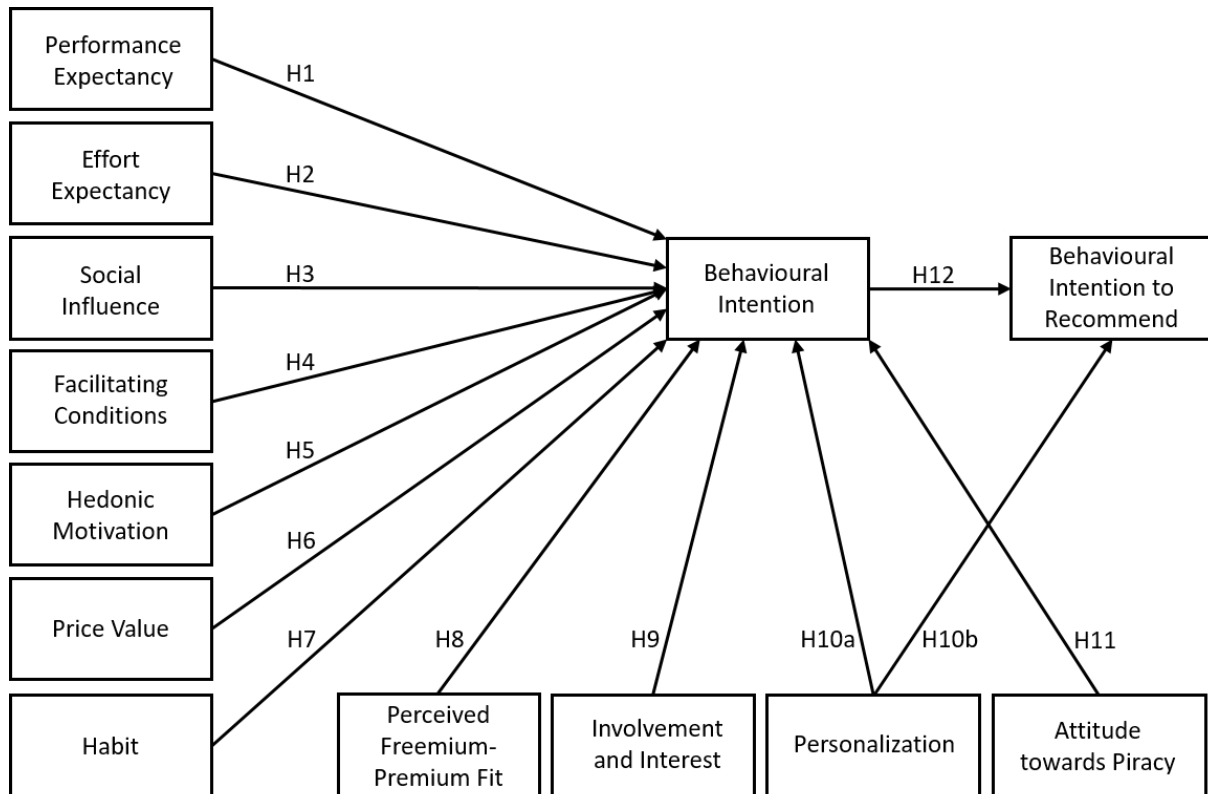 Performance
Expectancy
H1
Effort
Expectancy
H2
Social
Influence
H3
Behavioural
Intention
H12
Behavioural
Intention to
Recommend
Facilitating
Conditions
H4
Hedonic
Motivation
H5
Price Value
H6
Habit
H7
H8
H9
H10a
H10b
H11
Perceived
Freemium-
Premium Fit
Involvement
and Interest
Personalization
Attitude
towards Piracy